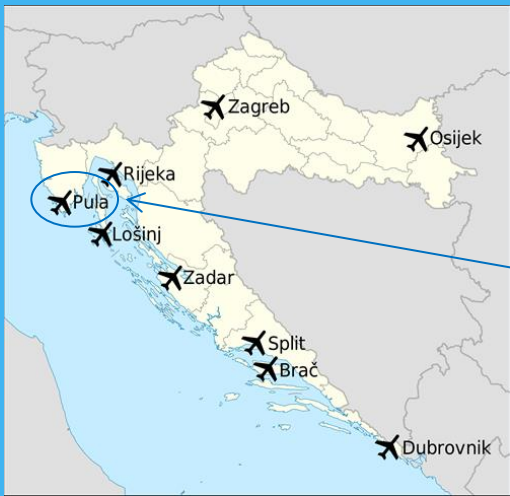 Zagreb
Osijek
Rijeka
Pula
Lošinj
Zadar
Split
Brač
Dubrovnik